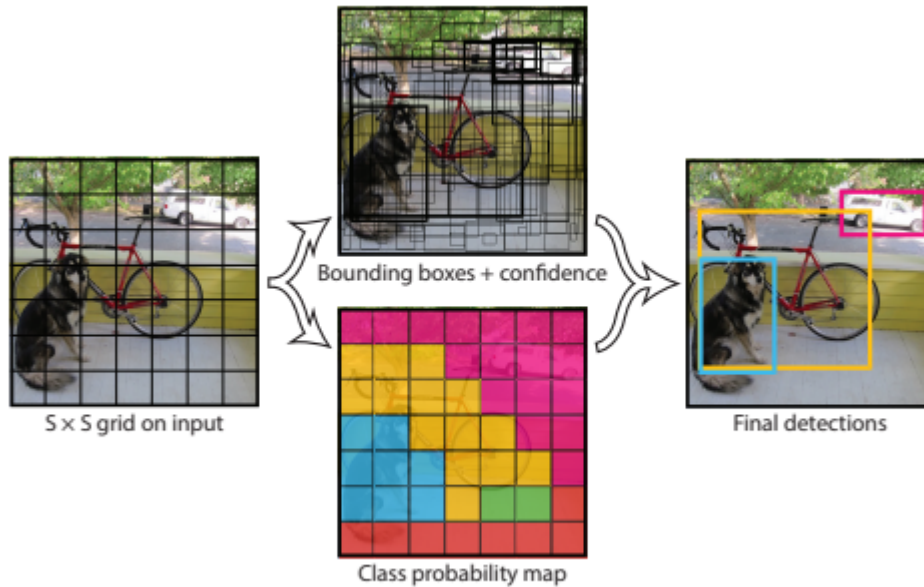 Bounding boxes + confidence
S × S grid on input
Final detections
Class probability map